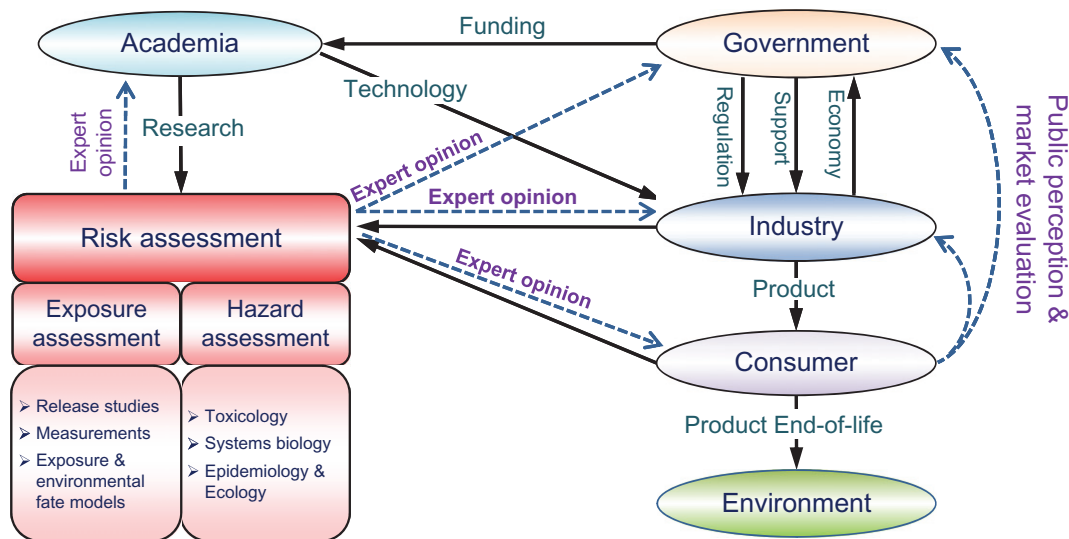 Academia
Funding
Government
Technology
Expert
opinion
Research
Regulation
Support
Economy
Public perception &
market evaluation
Expert opinion
Expert opinion
Risk assessment
Industry
Expert opinion
Product
Exposure
assessment
Hazard
assessment
Consumer
➢ Release studies
➢ Measurements
➢ Exposure &
environmental
fate models
➢ Toxicology
➢ Systems biology
➢ Epidemiology &
Ecology
Product End-of-life
Environment